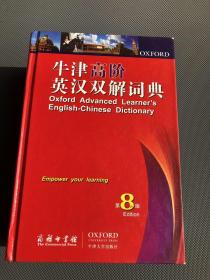 OXFORD
牛津高阶
英汉双解词典
Oxford Advanced Learner's
English-Chinese Dictionary
Empower your learning
第8版
Edition
商务印书馆
The Commercial Press
OXFORD
UNIVERSITY PRESS
牛津大学出版社